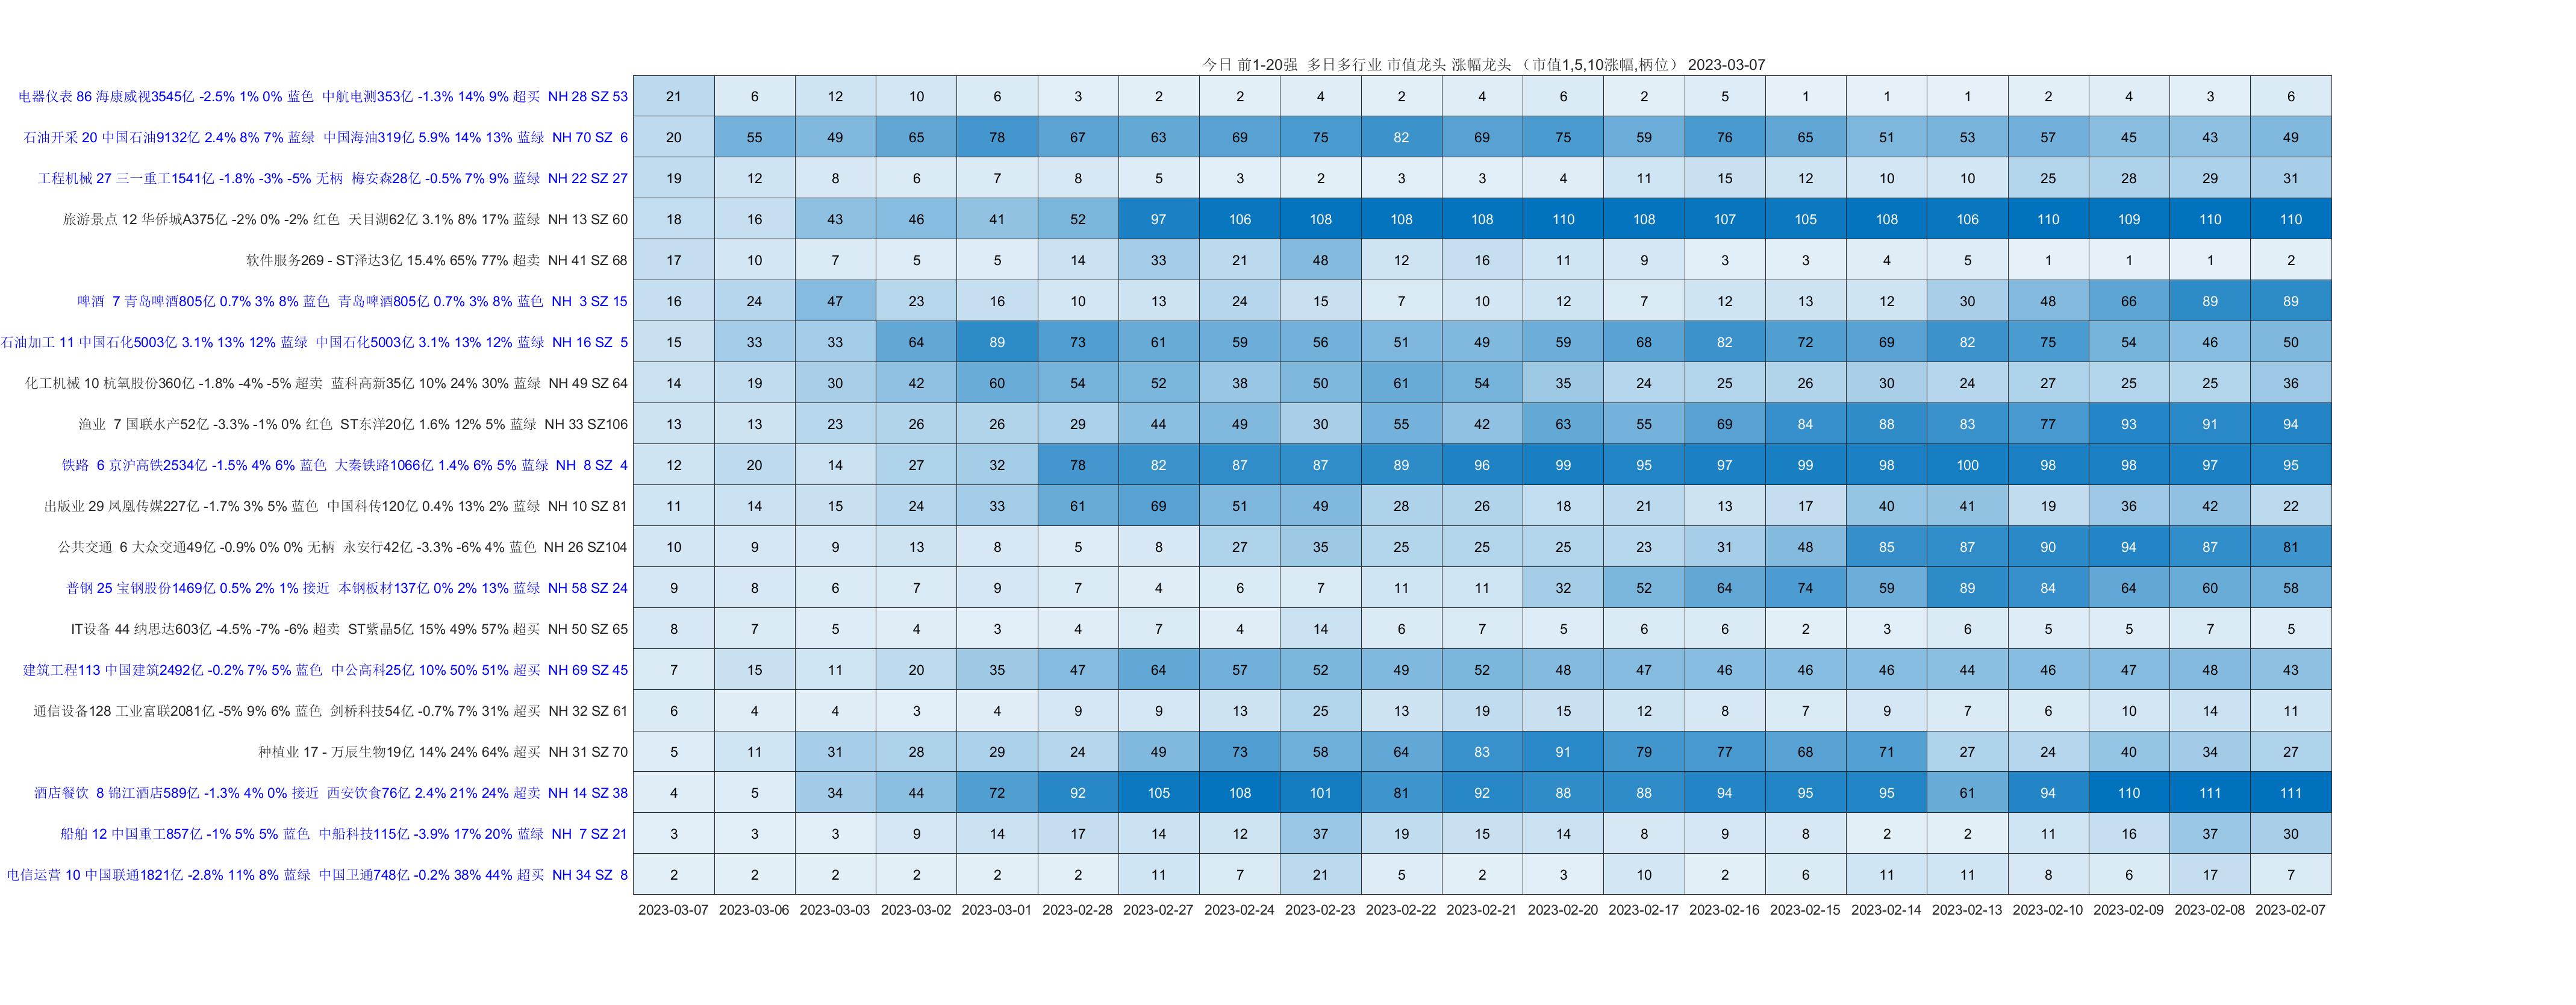 今日 前1-20强 多日多行业 市值龙头 涨幅龙头 （市值1,5,10涨幅,柄位） 2023-03-07
电器仪表 86 海康威视3545亿 -2.5% 1% 0% 蓝色 中航电测353亿 -1.3% 14% 9% 超买 NH 28 SZ 53 21 6 12 10 6 3 2 2 4 2 4 6 2 5 1 1 1 2 4 3 6
石油开采 20 中国石油9132亿 2.4% 8% 7% 蓝绿 中国海油319亿 5.9% 14% 13% 蓝绿 NH 70 SZ 6 20 55 49 65 78 67 63 69 75 82 69 75 59 76 65 51 53 57 45 43 49
工程机械 27 三一重工1541亿 -1.8% -3% -5% 无柄 梅安森28亿 -0.5% 7% 9% 蓝绿 NH 22 SZ 27 19 12 8 6 7 8 5 3 2 3 3 4 11 15 12 10 10 25 28 29 31
旅游景点 12 华侨城A375亿 -2% 0% -2% 红色 天目湖62亿 3.1% 8% 17% 蓝绿 NH 13 SZ 60 18 16 43 46 41 52 97 106 108 108 108 110 108 107 105 108 106 110 109 110 110
软件服务269 - ST泽达3亿 15.4% 65% 77% 超卖 NH 41 SZ 68 17 10 7 5 5 14 33 21 48 12 16 11 9 3 3 4 5 1 1 1 2
啤酒 7 青岛啤酒805亿 0.7% 3% 8% 蓝色 青岛啤酒805亿 0.7% 3% 8% 蓝色 NH 3 SZ 15 16 24 47 23 16 10 13 24 15 7 10 12 7 12 13 12 30 48 66 89 89
石油加工 11 中国石化5003亿 3.1% 13% 12% 蓝绿 中国石化5003亿 3.1% 13% 12% 蓝绿 NH 16 SZ 5 15 33 33 64 89 73 61 59 56 51 49 59 68 82 72 69 82 75 54 46 50
化工机械 10 杭氧股份360亿 -1.8% -4% -5% 超卖 蓝科高新35亿 10% 24% 30% 蓝绿 NH 49 SZ 64 14 19 30 42 60 54 52 38 50 61 54 35 24 25 26 30 24 27 25 25 36
渔业 7 国联水产52亿 -3.3% -1% 0% 红色 ST东洋20亿 1.6% 12% 5% 蓝绿 NH 33 SZ106 13 13 23 26 26 29 44 49 30 55 42 63 55 69 84 88 83 77 93 91 94
铁路 6 京沪高铁2534亿 -1.5% 4% 6% 蓝色 大秦铁路1066亿 1.4% 6% 5% 蓝绿 NH 8 SZ 4 12 20 14 27 32 78 82 87 87 89 96 99 95 97 99 98 100 98 98 97 95
出版业 29 凤凰传媒227亿 -1.7% 3% 5% 蓝色 中国科传120亿 0.4% 13% 2% 蓝绿 NH 10 SZ 81 11 14 15 24 33 61 69 51 49 28 26 18 21 13 17 40 41 19 36 42 22
公共交通 6 大众交通49亿 -0.9% 0% 0% 无柄 永安行42亿 -3.3% -6% 4% 蓝色 NH 26 SZ104 10 9 9 13 8 5 8 27 35 25 25 25 23 31 48 85 87 90 94 87 81
普钢 25 宝钢股份1469亿 0.5% 2% 1% 接近 本钢板材137亿 0% 2% 13% 蓝绿 NH 58 SZ 24 9 8 6 7 9 7 4 6 7 11 11 32 52 64 74 59 89 84 64 60 58
IT设备 44 纳思达603亿 -4.5% -7% -6% 超卖 ST紫晶5亿 15% 49% 57% 超买 NH 50 SZ 65 8 7 5 4 3 4 7 4 14 6 7 5 6 6 2 3 6 5 5 7 5
建筑工程113 中国建筑2492亿 -0.2% 7% 5% 蓝色 中公高科25亿 10% 50% 51% 超买 NH 69 SZ 45 7 15 11 20 35 47 64 57 52 49 52 48 47 46 46 46 44 46 47 48 43
通信设备128 工业富联2081亿 -5% 9% 6% 蓝色 剑桥科技54亿 -0.7% 7% 31% 超买 NH 32 SZ 61 6 4 4 3 4 9 9 13 25 13 19 15 12 8 7 9 7 6 10 14 11
种植业 17 - 万辰生物19亿 14% 24% 64% 超买 NH 31 SZ 70 5 11 31 28 29 24 49 73 58 64 83 91 79 77 68 71 27 24 40 34 27
酒店餐饮 8 锦江酒店589亿 -1.3% 4% 0% 接近 西安饮食76亿 2.4% 21% 24% 超卖 NH 14 SZ 38 4 5 34 44 72 92 105 108 101 81 92 88 88 94 95 95 61 94 110 111 111
船舶 12 中国重工857亿 -1% 5% 5% 蓝色 中船科技115亿 -3.9% 17% 20% 蓝绿 NH 7 SZ 21 3 3 3 9 14 17 14 12 37 19 15 14 8 9 8 2 2 11 16 37 30
电信运营 10 中国联通1821亿 -2.8% 11% 8% 蓝绿 中国卫通748亿 -0.2% 38% 44% 超买 NH 34 SZ 8 2 2 2 2 2 2 11 7 21 5 2 3 10 2 6 11 11 8 6 17 7
2023-03-07 2023-03-06 2023-03-03 2023-03-02 2023-03-01 2023-02-28 2023-02-27 2023-02-24 2023-02-23 2023-02-22 2023-02-21 2023-02-20 2023-02-17 2023-02-16 2023-02-15 2023-02-14 2023-02-13 2023-02-10 2023-02-09 2023-02-08 2023-02-07